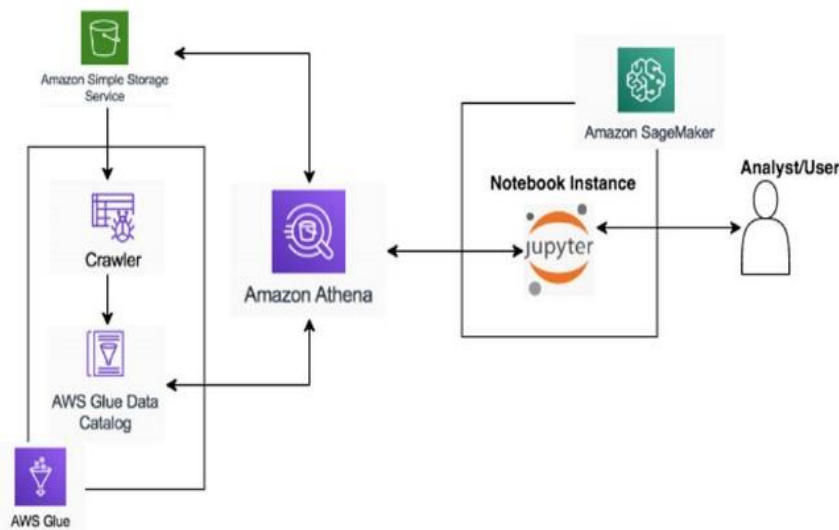 Amazon Simple Storage
Service
Crawler
AWS Glue Data
Catalog
AWS Glue
Amazon Athena
Amazon SageMaker
Notebook Instance
jupyter
Analyst/User